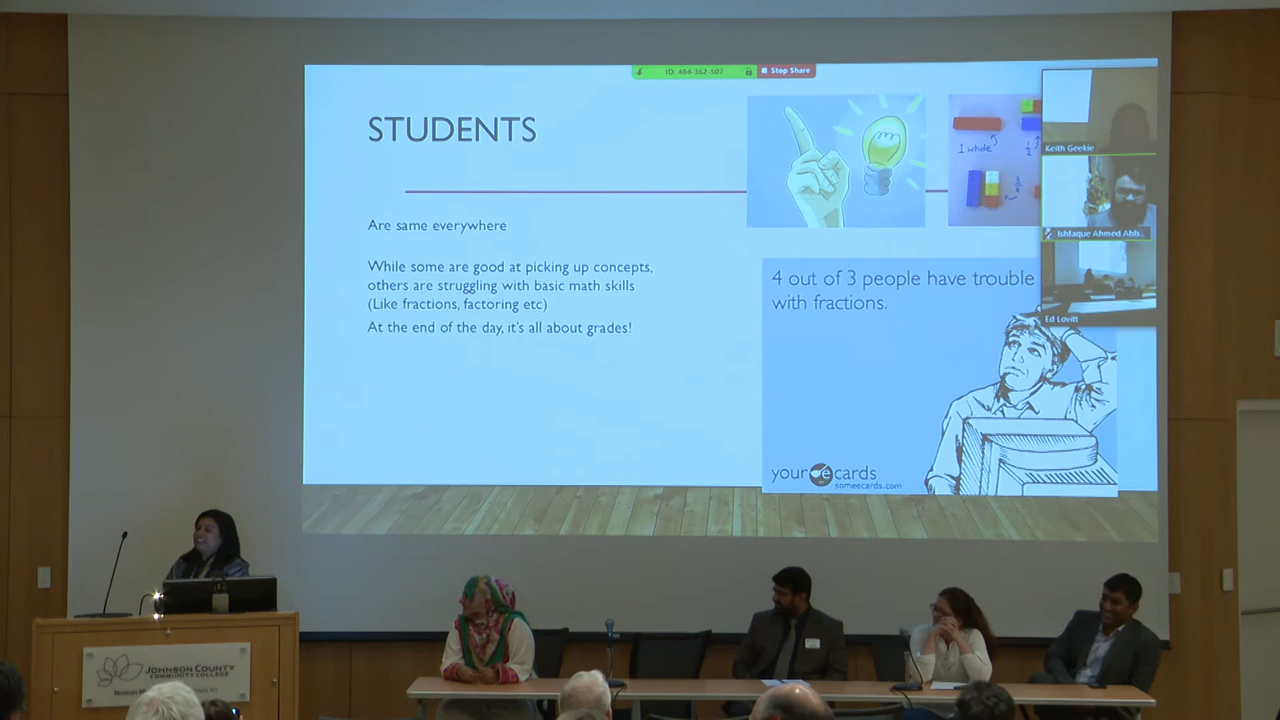 ID: 484-362-507
Stop Share
STUDENTS
1 whole
1/2
Keith Geekie
Ishfaque Ahmed Abb...
Ed Lovitt
Are same everywhere
While some are good at picking up concepts,
others are struggling with basic math skills
(Like fractions, factoring etc)
At the end of the day, it's all about grades!
4 out of 3 people have trouble
with fractions.
your e cards
someecards.com
JOHNSON COUNTY
COMMUNITY COLLEGE